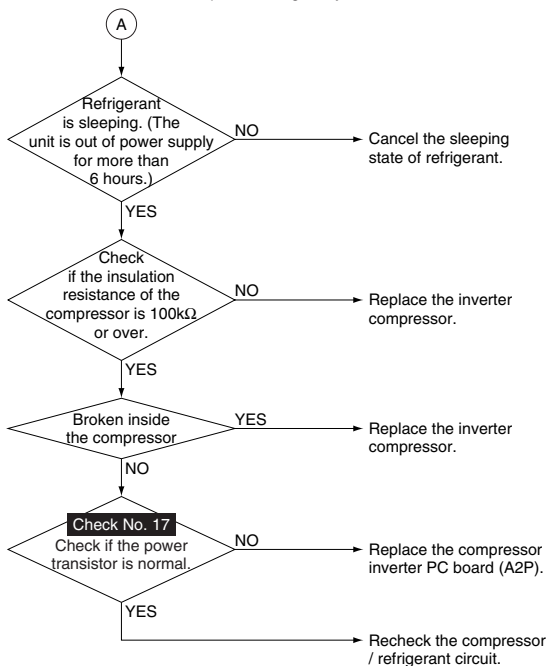 A
Refrigerant
is sleeping. (The
unit is out of power supply
for more than
6 hours.)
NO
Cancel the sleeping
state of refrigerant.
YES
Check
if the insulation
resistance of the
compressor is 100kΩ
or over.
NO
Replace the inverter
compressor.
YES
Broken inside
the compressor
YES
Replace the inverter
compressor.
NO
Check No. 17
Check if the power
transistor is normal.
NO
Replace the compressor
inverter PC board (A2P).
YES
Recheck the compressor
/ refrigerant circuit.